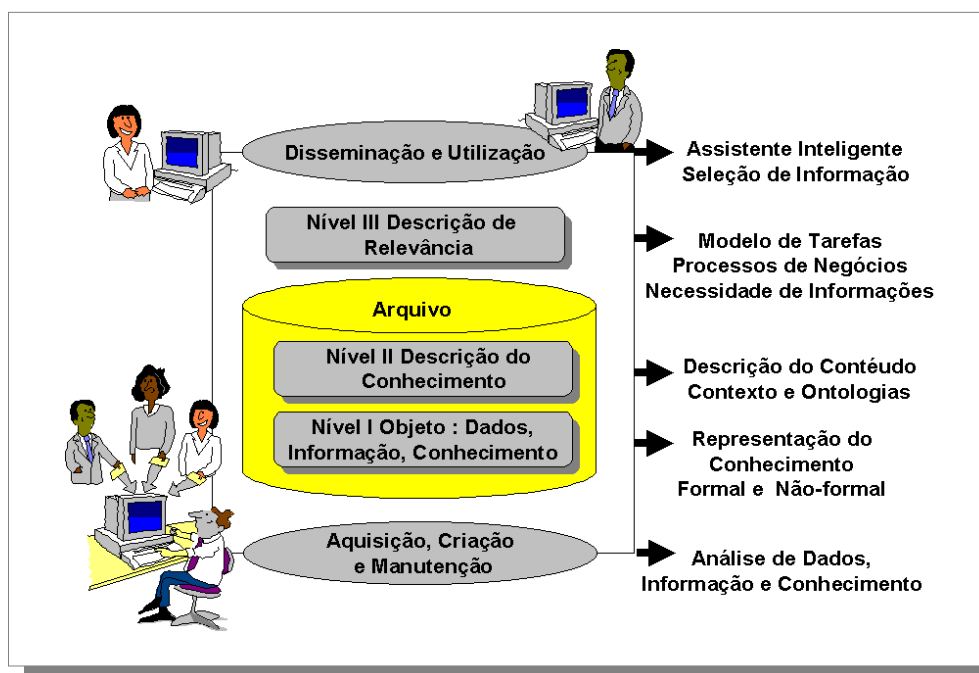 Disseminação e Utilização
Assistente Inteligente
Seleção de Informação
Nível III Descrição de
Relevância
Modelo de Tarefas
Processos de Negócios
Necessidade de Informações
Arquivo
Nível II Descrição do
Conhecimento
Descrição do Contéudo
Contexto e Ontologias
Nível I Objeto : Dados,
Informação, Conhecimento
Representação do
Conhecimento
Formal e Não-formal
Aquisição, Criação
e Manutenção
Análise de Dados,
Informação e Conhecimento